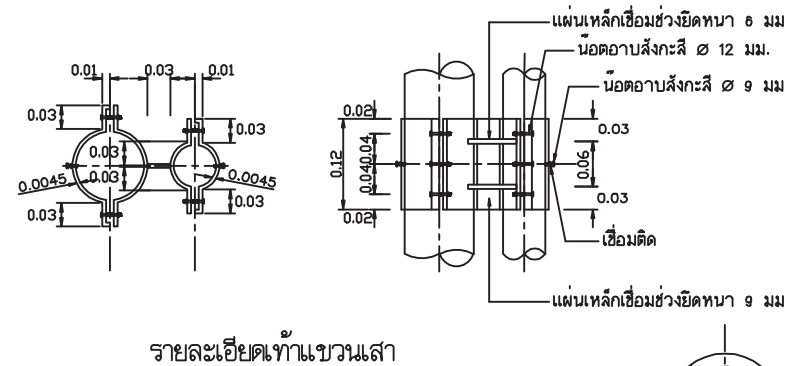 แผ่นเหล็กเชื่อมช่วงยึดหนา 6 มม
น๊อตอาบสังกะสี Ø 12 มม.
น๊อตอาบสังกะสี Ø 9 มม
0.01 0.03 0.01
0.03 0.03
0.03
0.03
0.0045 0.0045
0.03 0.03
0.02 0.03
0.12 0.04 0.06
0.04
0.02 0.03
เชื่อมติด
แผ่นเหล็กเชื่อมช่วงยึดหนา 9 มม
รายละเอียดเท้าแขวนเสา